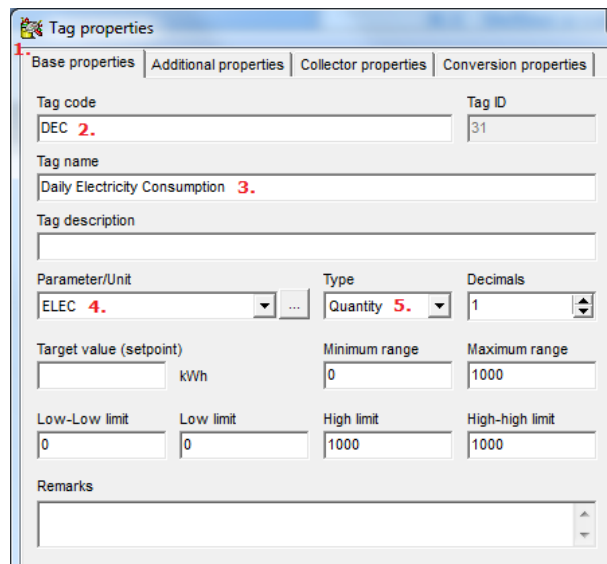 Tag properties
1.
Base properties Additional properties Collector properties Conversion properties
Tag code Tag ID
DEC 2. 31
Tag name
Daily Electricity Consumption 3.
Tag description
Parameter/Unit Type Decimals
ELEC 4. ... Quantity 5. 1
Target value (setpoint) Minimum range Maximum range
kWh 0 1000
Low-Low limit Low limit High limit High-high limit
0 0 1000 1000
Remarks